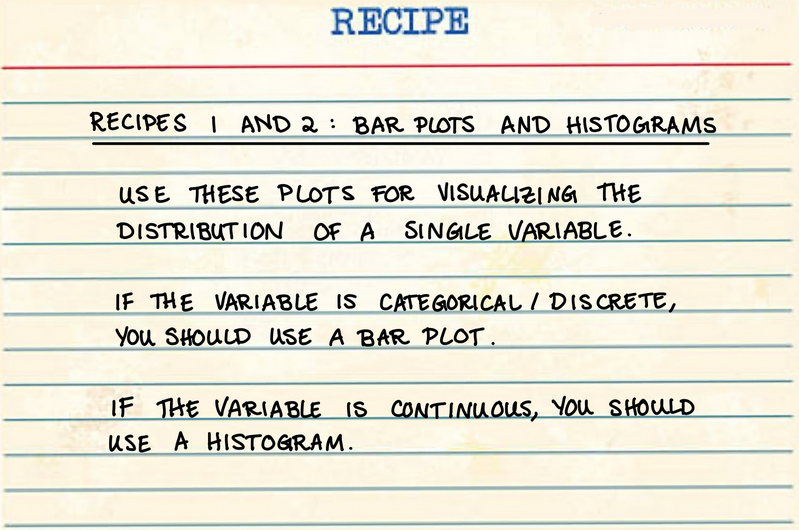 RECIPE
RECIPES 1 AND 2 : BAR PLOTS AND HISTOGRAMS
USE THESE PLOTS FOR VISUALIZING THE
DISTRIBUTION OF A SINGLE VARIABLE.
IF THE VARIABLE IS CATEGORICAL / DISCRETE,
YOU SHOULD USE A BAR PLOT.
IF THE VARIABLE IS CONTINUOUS, YOU SHOULD
USE A HISTOGRAM.